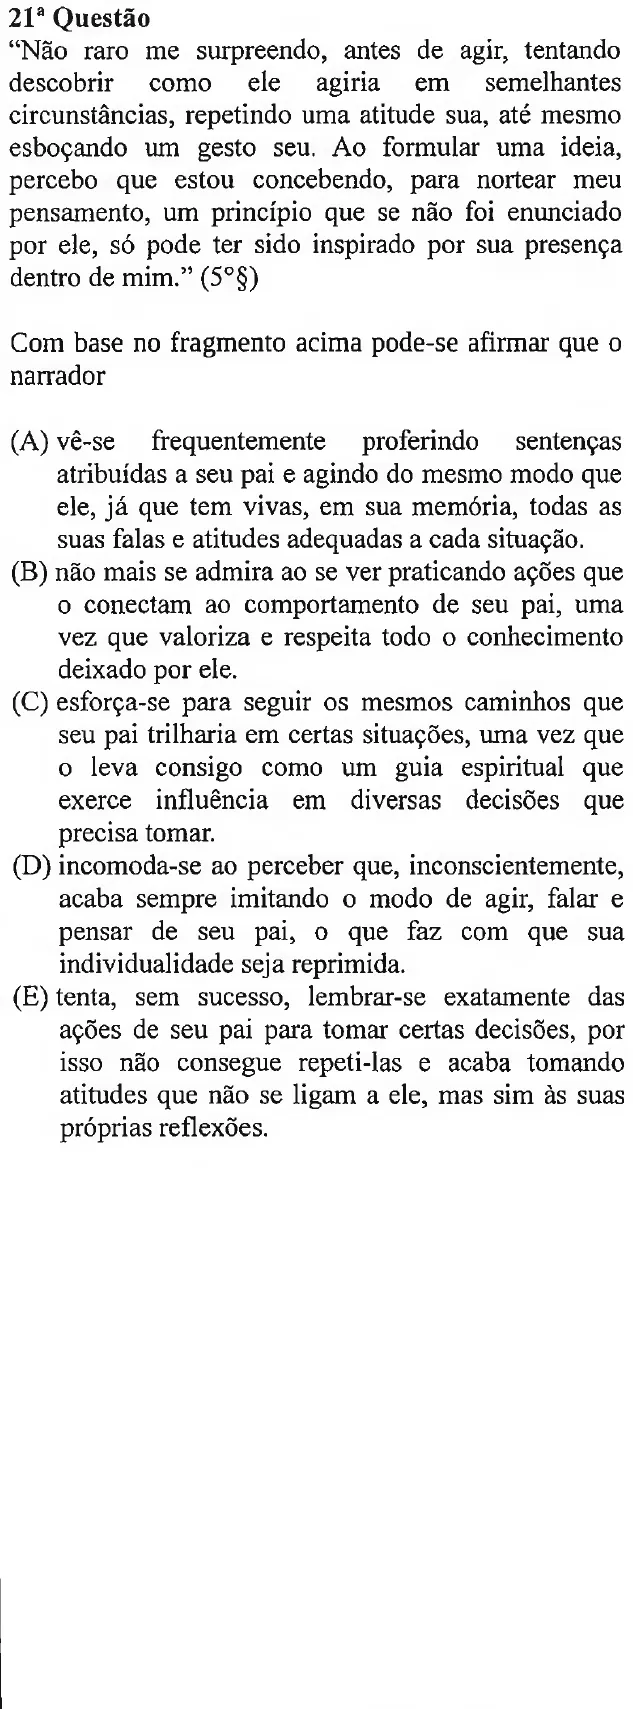 21ª Questão
“Não raro me surpreendo, antes de agir, tentando
descobrir como ele agiria em semelhantes
circunstâncias, repetindo uma atitude sua, até mesmo
esboçando um gesto seu. Ao formular uma ideia,
percebo que estou concebendo, para nortear meu
pensamento, um princípio que se não foi enunciado
por ele, só pode ter sido inspirado por sua presença
dentro de mim.” (5º§)
Com base no fragmento acima pode-se afirmar que o
narrador
(A) vê-se frequentemente proferindo sentenças
atribuídas a seu pai e agindo do mesmo modo que
ele, já que tem vivas, em sua memória, todas as
suas falas e atitudes adequadas a cada situação.
(B) não mais se admira ao se ver praticando ações que
o conectam ao comportamento de seu pai, uma
vez que valoriza e respeita todo o conhecimento
deixado por ele.
(C) esforça-se para seguir os mesmos caminhos que
seu pai trilharia em certas situações, uma vez que
o leva consigo como um guia espiritual que
exerce influência em diversas decisões que
precisa tomar.
(D) incomoda-se ao perceber que, inconscientemente,
acaba sempre imitando o modo de agir, falar e
pensar de seu pai, o que faz com que sua
individualidade seja reprimida.
(E) tenta, sem sucesso, lembrar-se exatamente das
ações de seu pai para tomar certas decisões, por
isso não consegue repeti-las e acaba tomando
atitudes que não se ligam a ele, mas sim às suas
próprias reflexões.